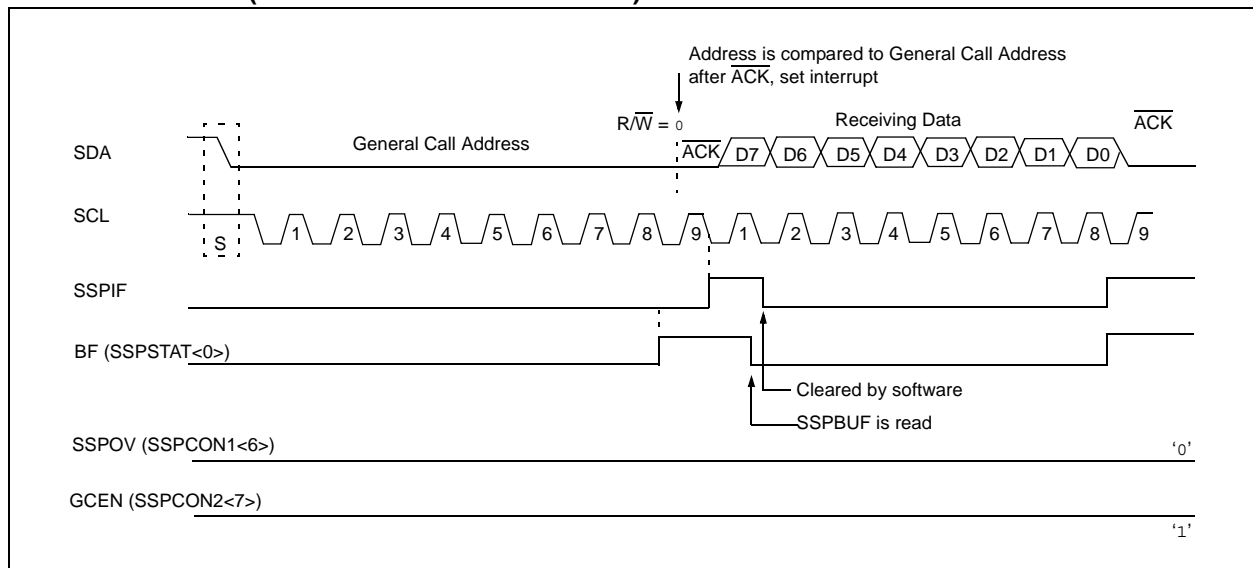 Address is compared to General Call Address
after ACK, set interrupt
R/W = 0
Receiving Data
ACK
SDA
General Call Address
ACK D7 D6 D5 D4 D3 D2 D1 D0
SCL
S 1 2 3 4 5 6 7 8 9 1 2 3 4 5 6 7 8 9
SSPIF
BF (SSPSTAT<0>)
Cleared by software
SSPBUF is read
SSPOV (SSPCON1<6>)
‘0’
GCEN (SSPCON2<7>)
‘1’